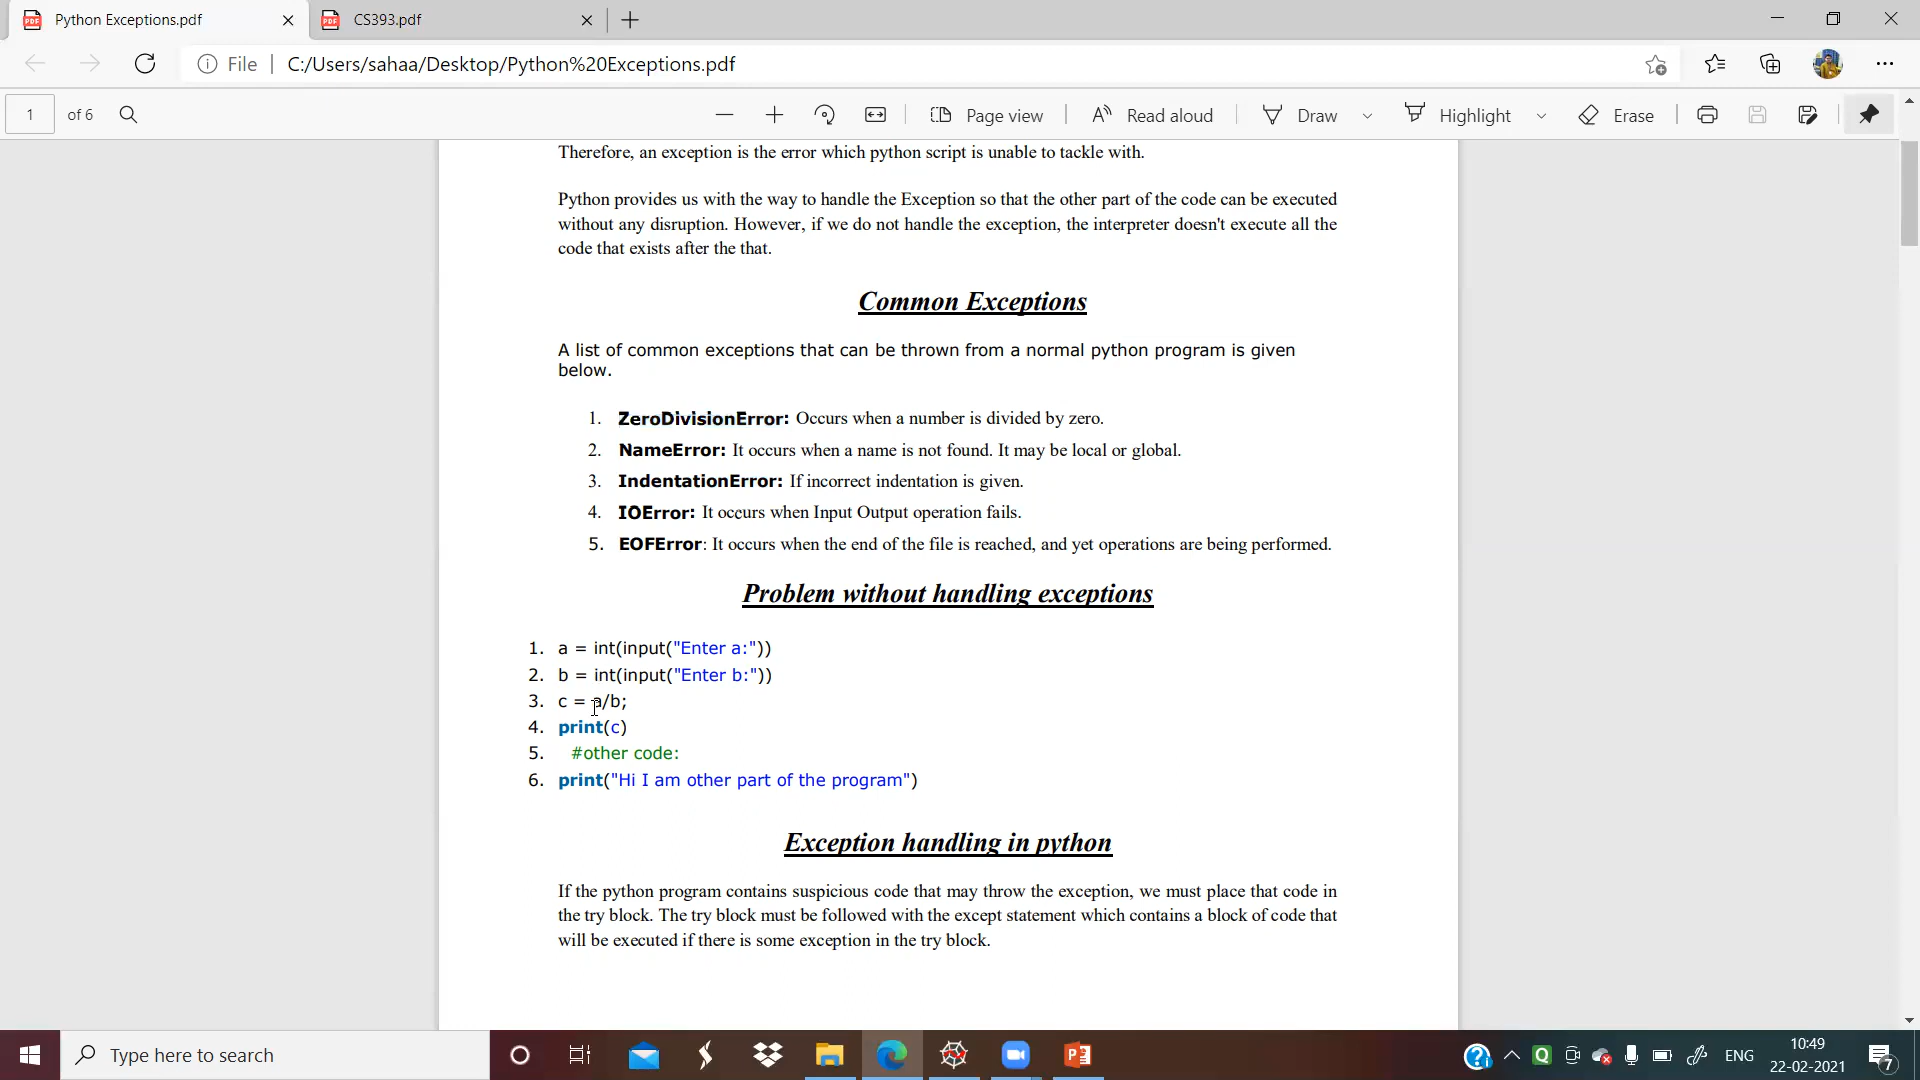 Python Exceptions.pdf
CS393.pdf
File
C:/Users/sahaa/Desktop/Python%20Exceptions.pdf
1 of 6
Page view
Read aloud
Draw
Highlight
Erase
Therefore, an exception is the error which python script is unable to tackle with.
Python provides us with the way to handle the Exception so that the other part of the code can be executed
without any disruption. However, if we do not handle the exception, the interpreter doesn't execute all the
code that exists after the that.
Common Exceptions
A list of common exceptions that can be thrown from a normal python program is given
below.
1. ZeroDivisionError: Occurs when a number is divided by zero.
2. NameError: It occurs when a name is not found. It may be local or global.
3. IndentationError: If incorrect indentation is given.
4. IOError: It occurs when Input Output operation fails.
5. EOFError: It occurs when the end of the file is reached, and yet operations are being performed.
Problem without handling exceptions
1. a = int(input("Enter a:"))
2. b = int(input("Enter b:"))
3. c = a/b;
4. print(c)
5. #other code:
6. print("Hi I am other part of the program")
Exception handling in python
If the python program contains suspicious code that may throw the exception, we must place that code in
the try block. The try block must be followed with the except statement which contains a block of code that
will be executed if there is some exception in the try block.
Type here to search
ENG
10:49
22-02-2021
7